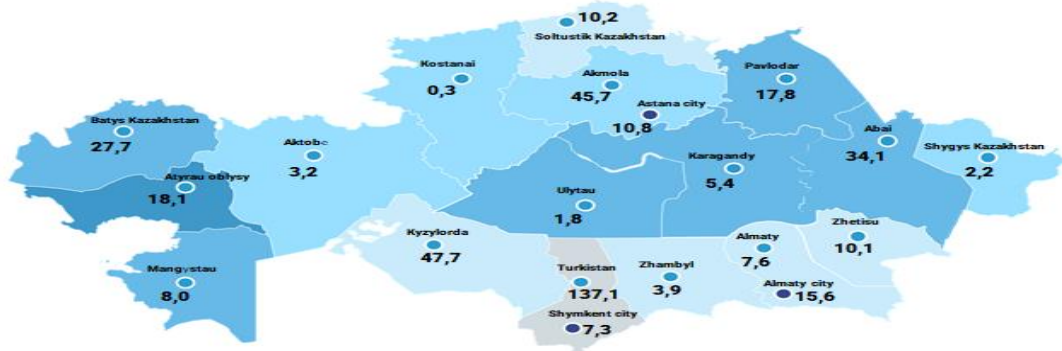 10,2
Soltustik Kazakhstan
Kostanai
0,3
Akmola
45,7
Pavlodar
17,8
Astana city
10,8
Batys Kazakhstan
27,7
Aktobe
3,2
Abai
34,1
Shygys Kazakhstan
2,2
Karagandy
5,4
Atyrau oblysy
18,1
Ulytau
1,8
Kyzylorda
47,7
Almaty
7,6
Zhetisu
10,1
Mangystau
8,0
Turkistan
137,1
Zhambyl
3,9
Almaty city
15,6
Shymkent city
7,3